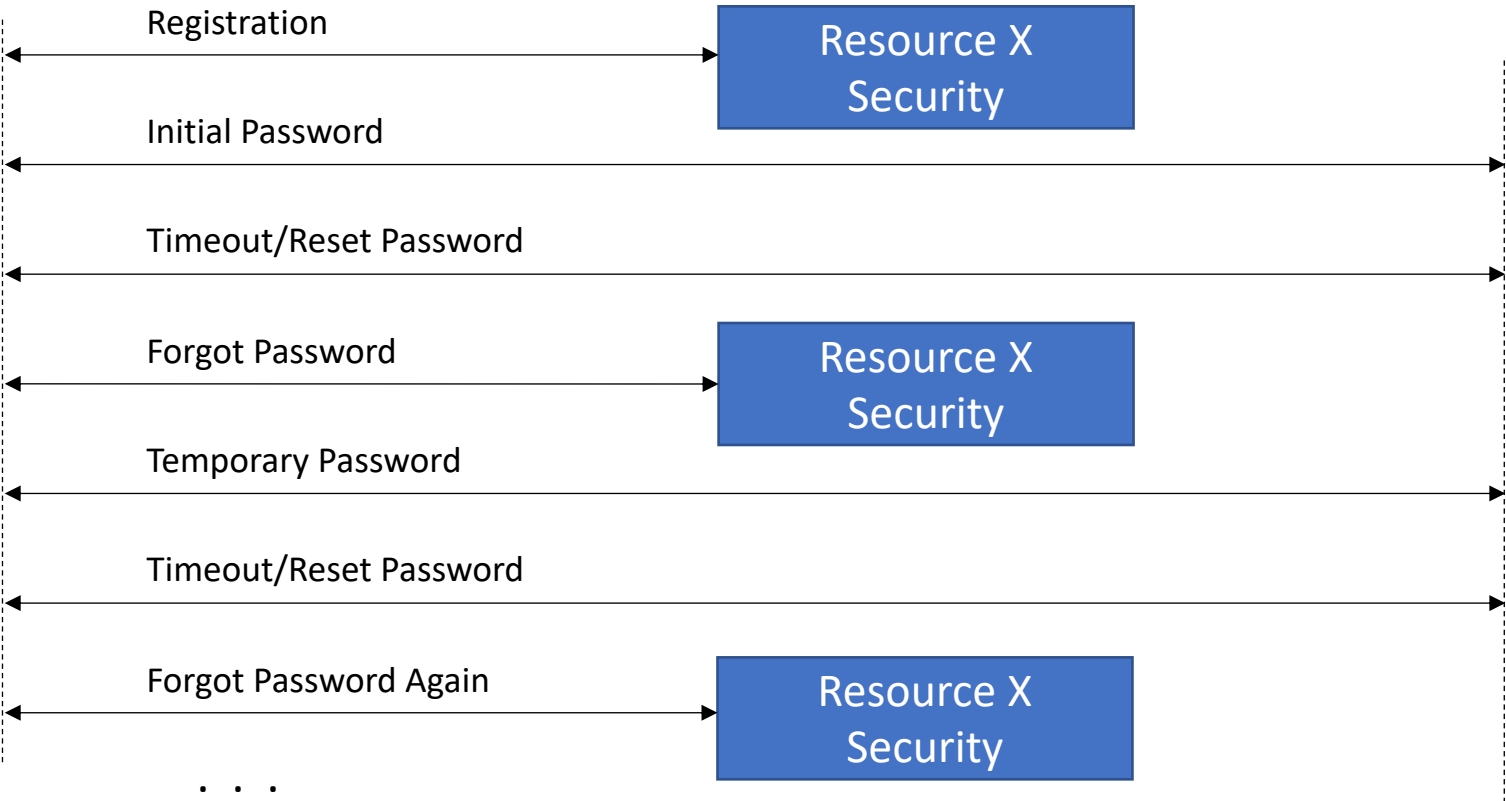 Registration
Resource X
Security
Initial Password
Timeout/Reset Password
Forgot Password
Resource X
Security
Temporary Password
Timeout/Reset Password
Forgot Password Again
Resource X
Security
...